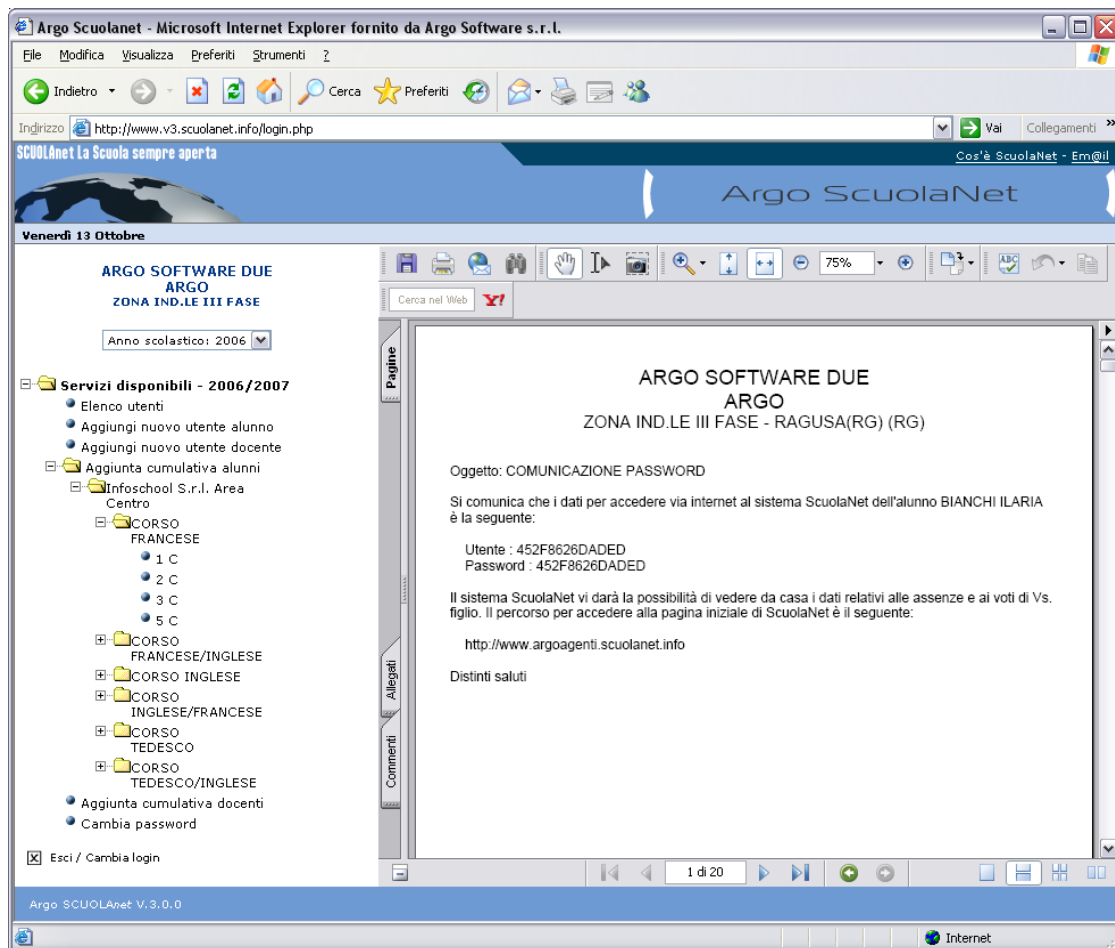 Argo Scuolanet - Microsoft Internet Explorer fornito da Argo Software s.r.l.
File Modifica Visualizza Preferiti Strumenti ?
Indietro Cerca Preferiti
Indirizzo http://www.v3.scuolanet.info/login.php Vai Collegamenti »
SCUOLAnet La Scuola sempre aperta
Cos'è ScuolaNet - Em@il
Argo ScuolaNet
Venerdì 13 Ottobre
ARGO SOFTWARE DUE
ARGO
ZONA IND.LE III FASE
Anno scolastico: 2006
Servizi disponibili - 2006/2007
Elenco utenti
Aggiungi nuovo utente alunno
Aggiungi nuovo utente docente
Aggiunta cumulativa alunni
Infoschool S.r.l. Area
Centro
CORSO
FRANCESE
1 C
2 C
3 C
5 C
CORSO
FRANCESE/INGLESE
CORSO INGLESE
CORSO
INGLESE/FRANCESE
CORSO
TEDESCO
CORSO
TEDESCO/INGLESE
Aggiunta cumulativa docenti
Cambia password
X Esci / Cambia login
75%
ABC
Cerca nel Web Y!
Pagine
Allegati
Commenti
ARGO SOFTWARE DUE
ARGO
ZONA IND.LE III FASE - RAGUSA(RG) (RG)
Oggetto: COMUNICAZIONE PASSWORD
Si comunica che i dati per accedere via internet al sistema ScuolaNet dell'alunno BIANCHI ILARIA
è la seguente:
Utente : 452F8626DADED
Password : 452F8626DADED
Il sistema ScuolaNet vi darà la possibilità di vedere da casa i dati relativi alle assenze e ai voti di Vs.
figlio. Il percorso per accedere alla pagina iniziale di ScuolaNet è il seguente:
http://www.argoagenti.scuolanet.info
Distinti saluti
1 di 20
Argo SCUOLAnet V.3.0.0
Internet